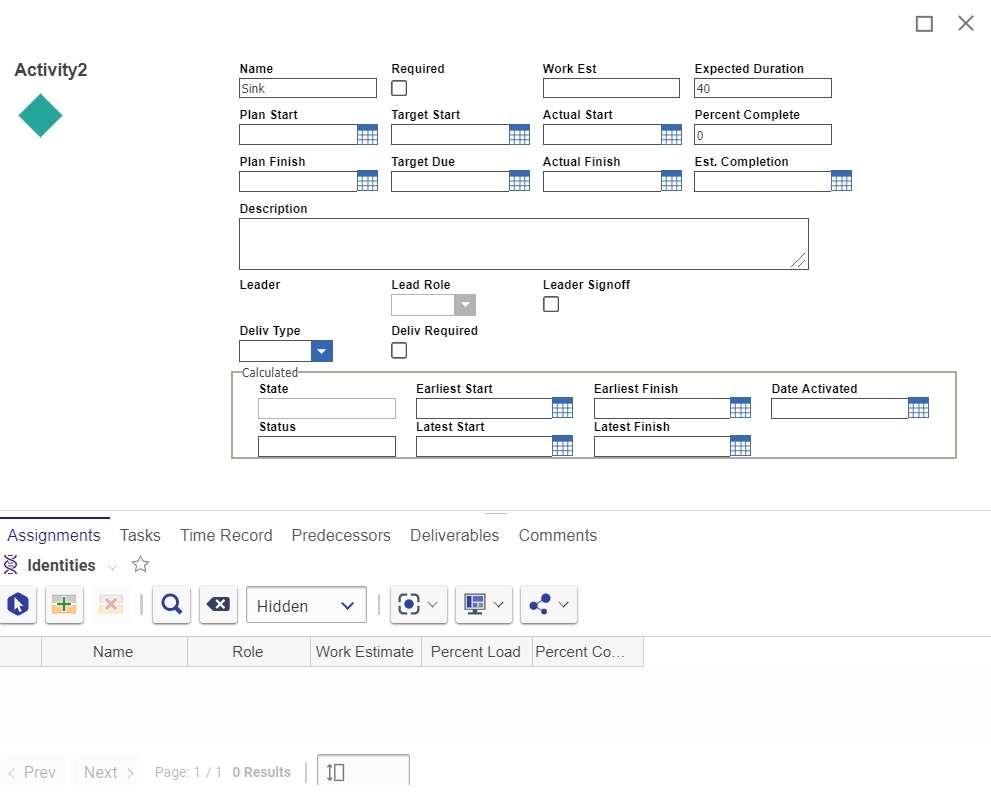 Activity2
Name Required Work Est Expected Duration
Sink 40
Plan Start Target Start Actual Start Percent Complete
0
Plan Finish Target Due Actual Finish Est. Completion
Description
Leader Lead Role Leader Signoff
Deliv Type Deliv Required
Calculated
State Earliest Start Earliest Finish Date Activated
Status Latest Start Latest Finish
Assignments Tasks Time Record Predecessors Deliverables Comments
Identities
Hidden
Name Role Work Estimate Percent Load Percent Co...
Prev Next Page: 1 / 1 0 Results